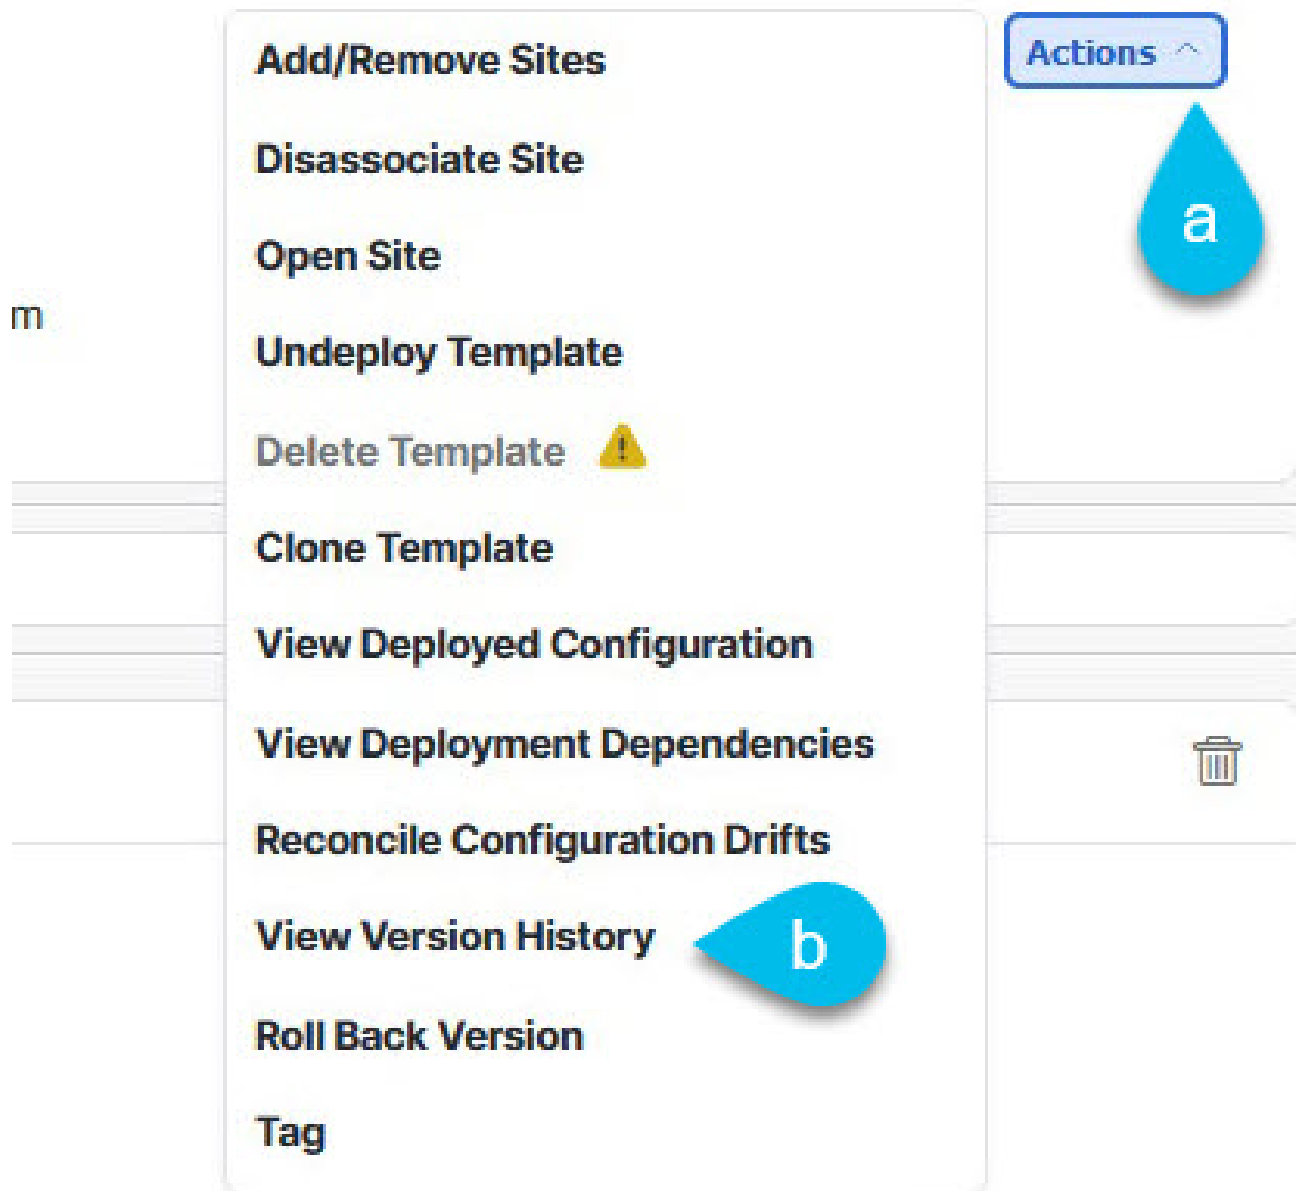 Add/Remove Sites
Actions
Disassociate Site
a
Open Site
m
Undeploy Template
Delete Template
Clone Template
View Deployed Configuration
View Deployment Dependencies
Reconcile Configuration Drifts
View Version History
b
Roll Back Version
Tag